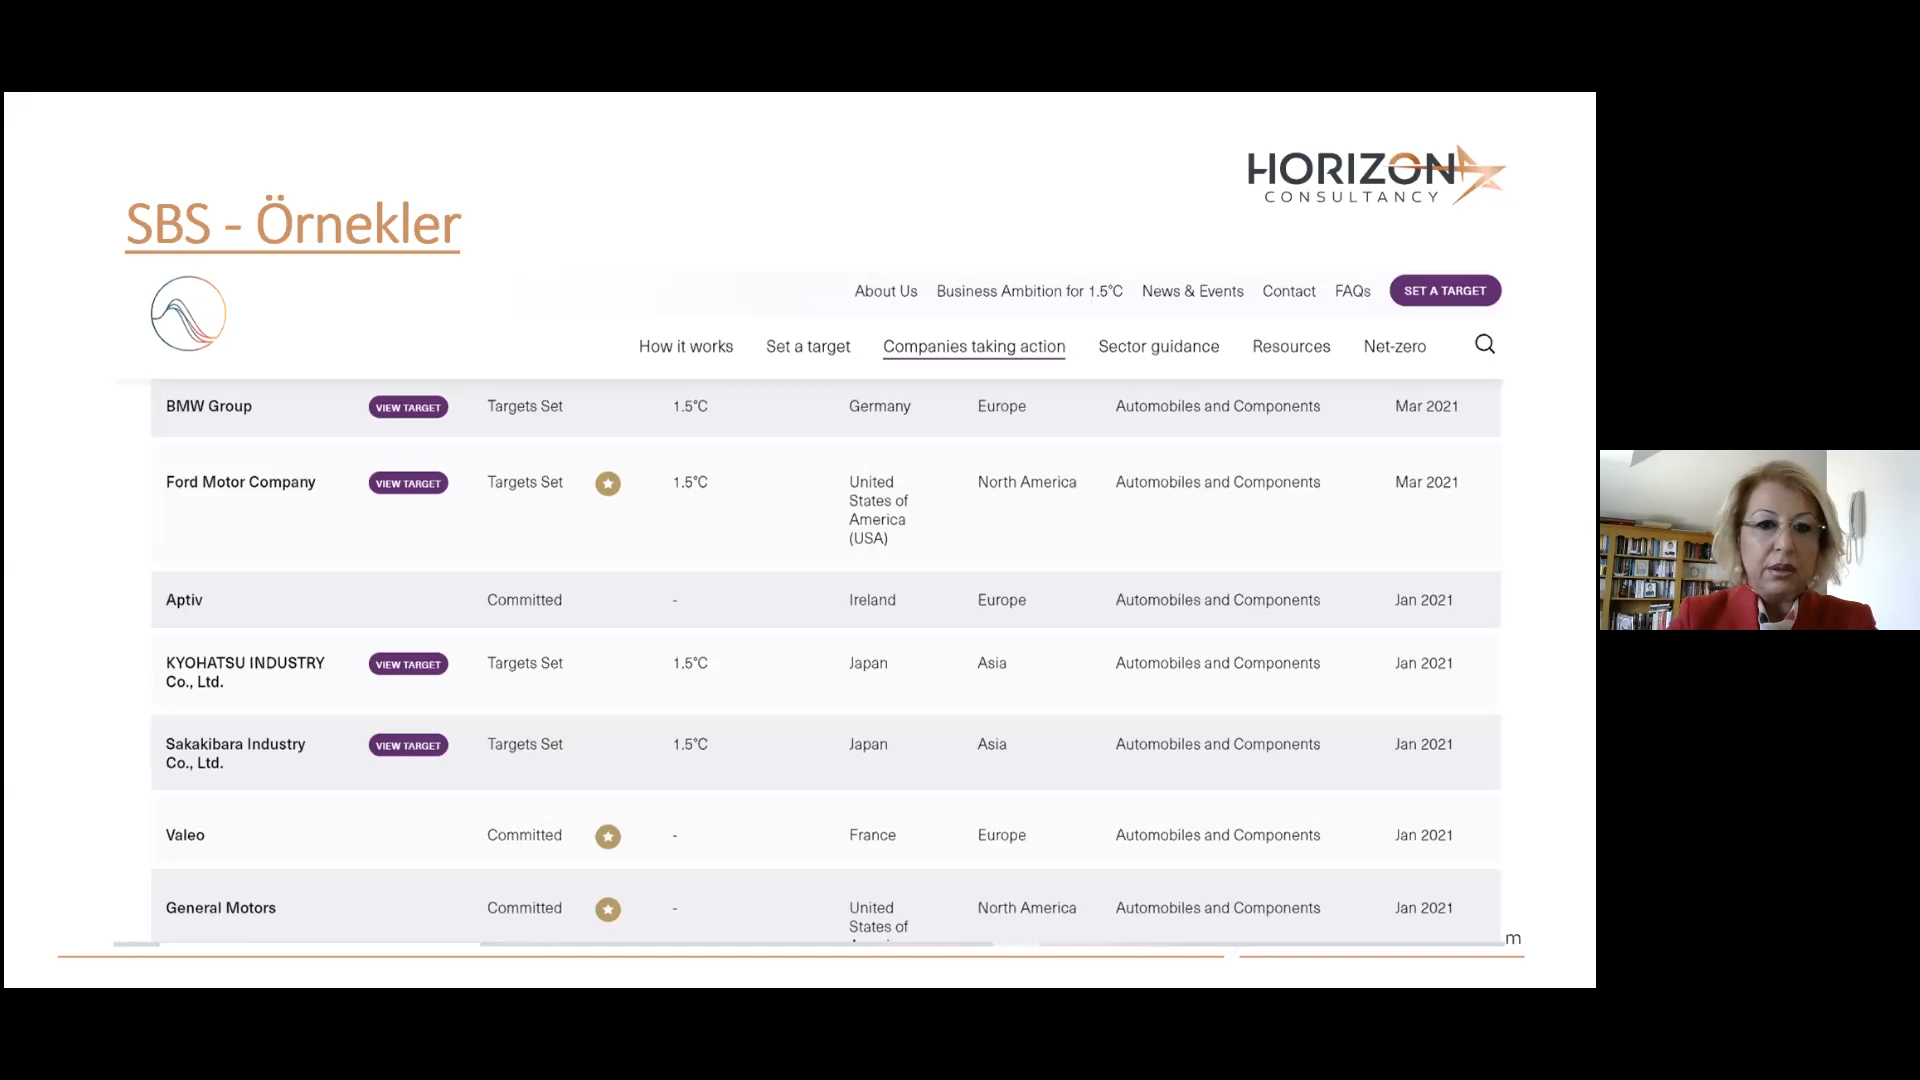 HORIZON
CONSULTANCY
SBS - Örnekler
About Us Business Ambition for 1.5°C News & Events Contact FAQs SET A TARGET
How it works Set a target Companies taking action Sector guidance Resources Net-zero
BMW Group VIEW TARGET Targets Set 1.5°C Germany Europe Automobiles and Components Mar 2021
Ford Motor Company VIEW TARGET Targets Set 1.5°C United North America Automobiles and Components Mar 2021
States of
America
(USA)
Aptiv Committed - Ireland Europe Automobiles and Components Jan 2021
KYOHATSU INDUSTRY VIEW TARGET Targets Set 1.5°C Japan Asia Automobiles and Components Jan 2021
Co., Ltd.
Sakakibara Industry VIEW TARGET Targets Set 1.5°C Japan Asia Automobiles and Components Jan 2021
Co., Ltd.
Valeo Committed - France Europe Automobiles and Components Jan 2021
General Motors Committed - United North America Automobiles and Components Jan 2021
States of
m